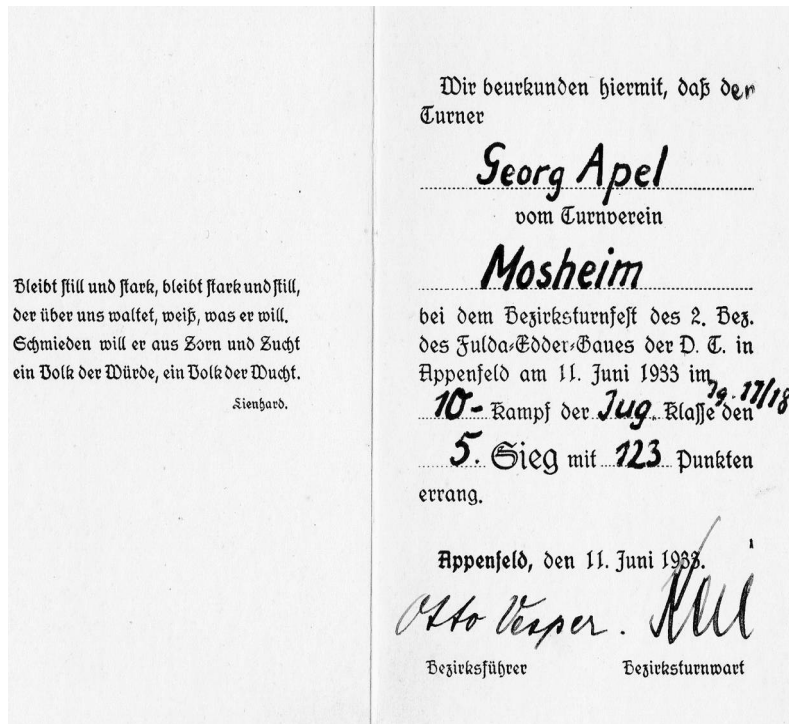 Bleibt still und stark, bleibt stark und still,
der über uns waltet, weiß, was er will.
Schmieden will er aus Zorn und Zucht
ein Volk der Würde, ein Volk der Wucht.
Lienhard.
Wir beurkunden hiermit, daß der
Turner
Georg Apel
vom Turnverein
Mosheim
bei dem Bezirksturnfest des 2. Bez.
des Fulda-Edder-Gaues der D. T. in
Appenfeld am 11. Juni 1933 im
Jg. 17/18
10-Kampf der Jug. Klasse den
5. Sieg mit 123 Punkten
errang.
Appenfeld, den 11. Juni 1933.
Otto Vesper.
Bezirksführer Bezirksturnwart